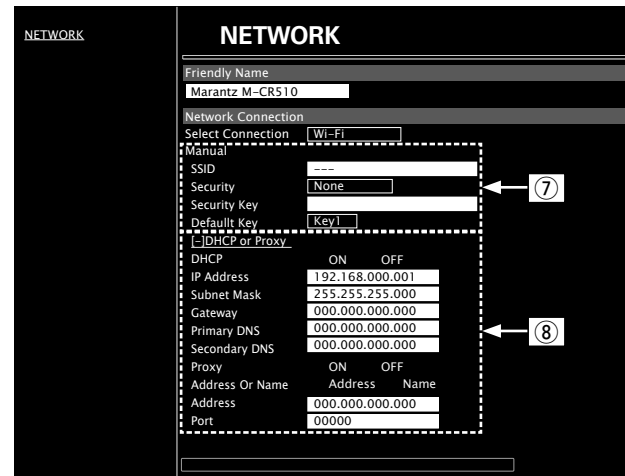 NETWORK
NETWORK
Friendly Name
Marantz M-CR510
Network Connection
Select Connection Wi-Fi
Manual
SSID ---
Security None
Security Key
Defaullt Key Key1
[-]DHCP or Proxy
DHCP ON OFF
IP Address 192.168.000.001
Subnet Mask 255.255.255.000
Gateway 000.000.000.000
Primary DNS 000.000.000.000
Secondary DNS 000.000.000.000
Proxy ON OFF
Address Or Name Address Name
Address 000.000.000.000
Port 00000
⑦
⑧